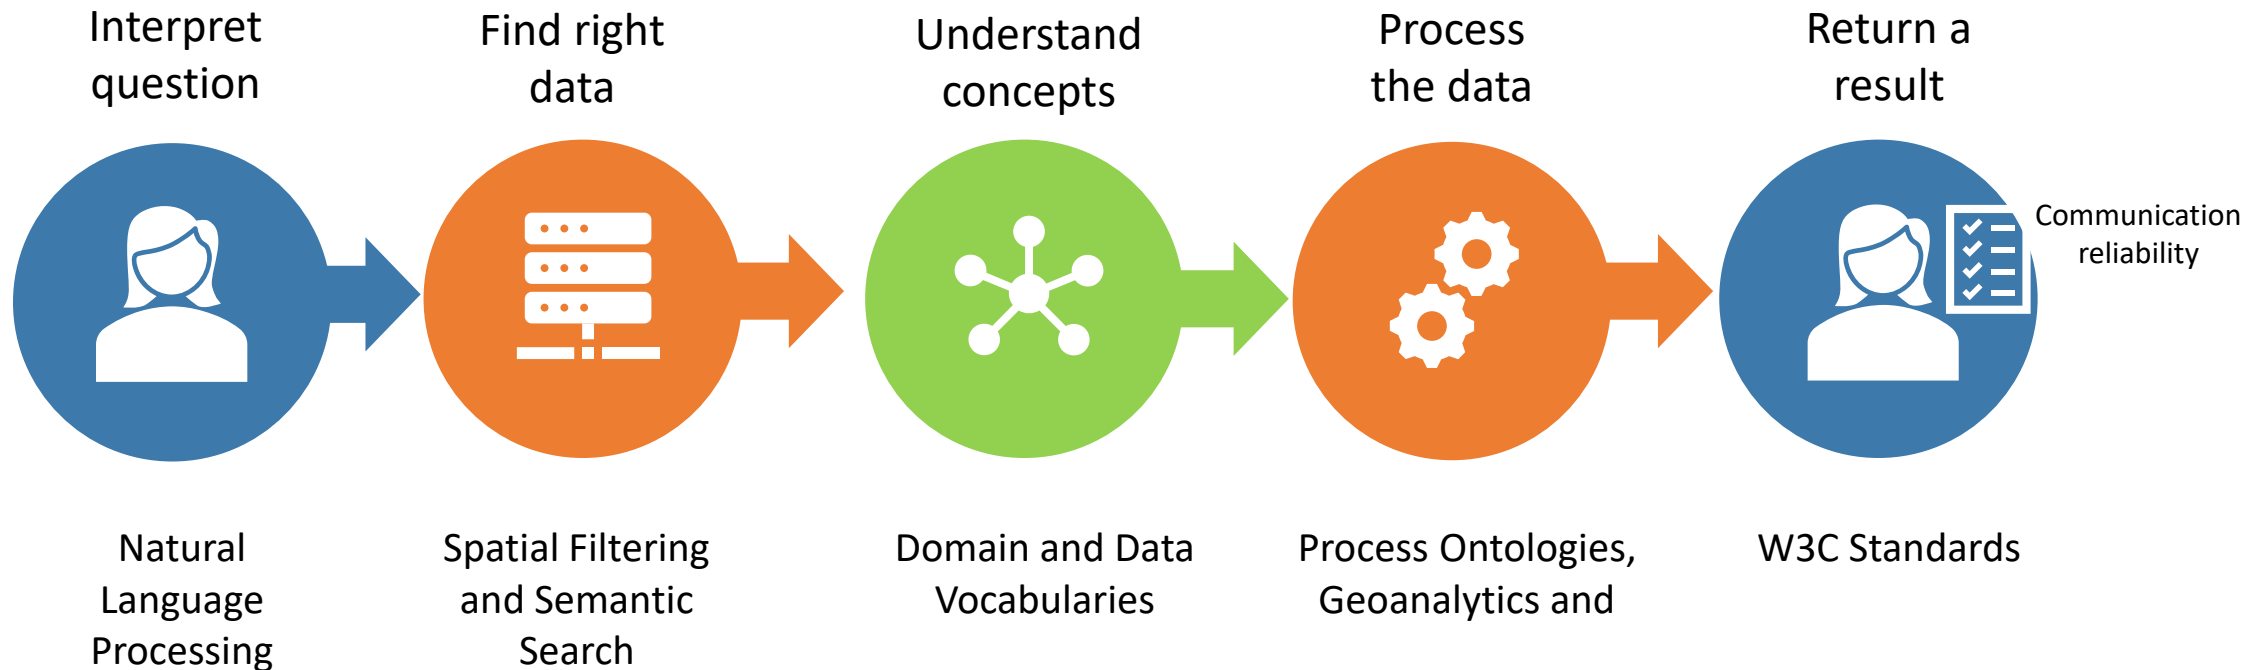 Interpret
question
Find right
data
Understand
concepts
Process
the data
Return a
result
Communication
reliability
Natural
Language
Processing
Spatial Filtering
and Semantic
Search
Domain and Data
Vocabularies
Process Ontologies,
Geoanalytics and
W3C Standards